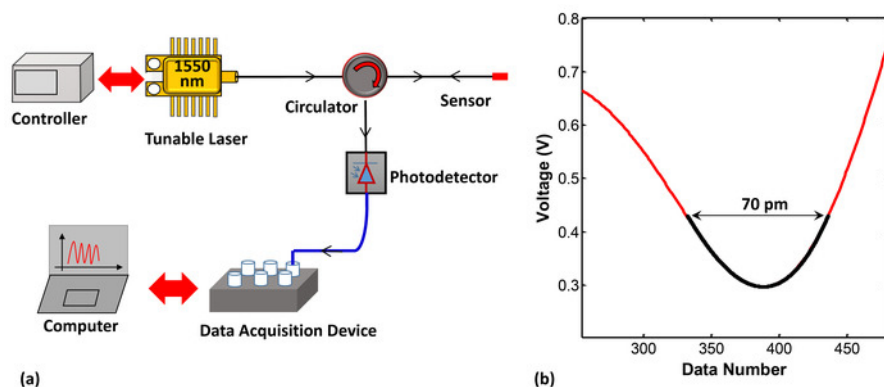 1550
nm
Controller
Tunable Laser
Circulator
Sensor
Photodetector
Computer
Data Acquisition Device
(a)
0.8
0.7
0.6
0.5
0.4
0.3
Voltage (V)
70 pm
300
350
400
450
Data Number
(b)